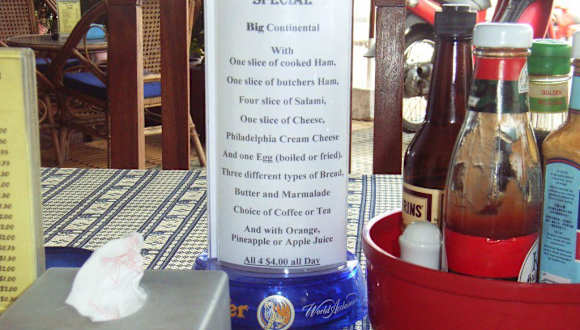 SPECIAL
Big Continental
With
One slice of cooked Ham,
One slice of butchers Ham,
Four slice of Salami,
One slice of Cheese,
Philadelphia Cream Cheese
And one Egg (boiled or fried).
Three different types of Bread,
Butter and Marmalade
Choice of Coffee or Tea
And with Orange,
Pineapple or Apple Juice
All 4 $4.00 all Day
RINS'
GOLDEN
er